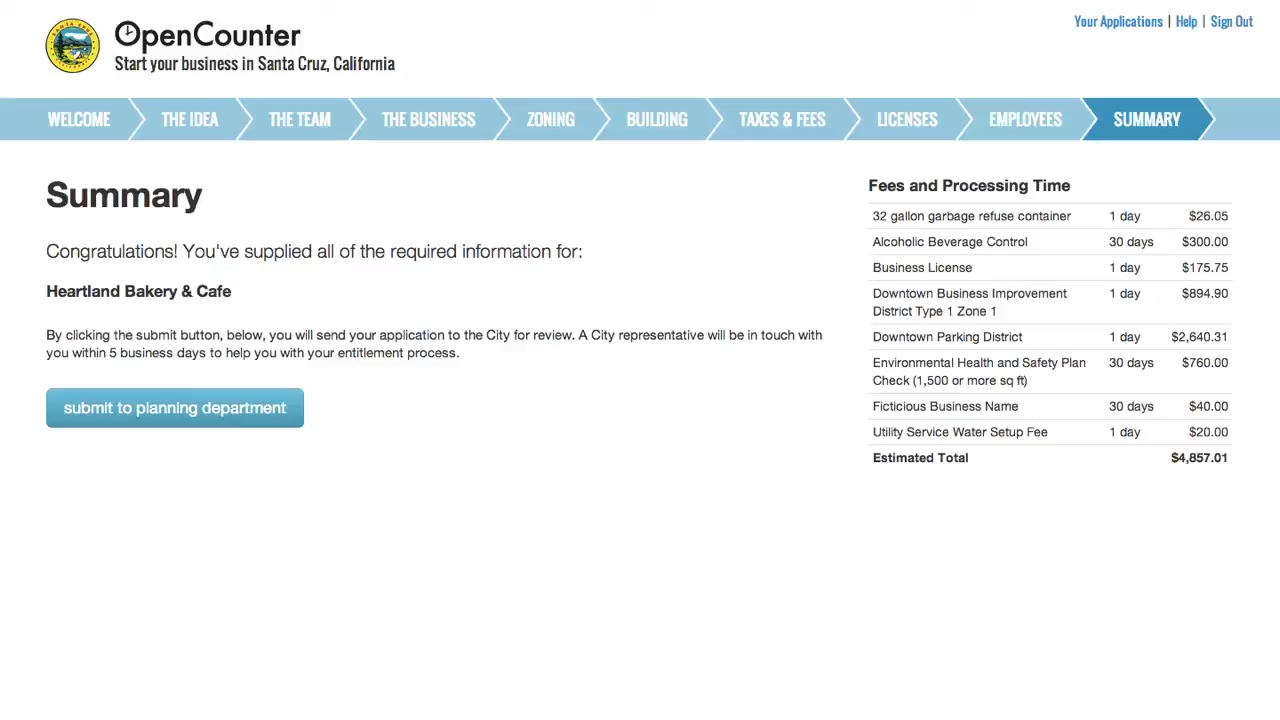 OpenCounter
Start your business in Santa Cruz, California
Your Applications | Help | Sign Out
WELCOME THE IDEA THE TEAM THE BUSINESS ZONING BUILDING TAXES & FEES LICENSES EMPLOYEES SUMMARY
Summary
Congratulations! You've supplied all of the required information for:
Heartland Bakery & Cafe
By clicking the submit button, below, you will send your application to the City for review. A City representative will be in touch with
you within 5 business days to help you with your entitlement process.
submit to planning department
Fees and Processing Time
32 gallon garbage refuse container 1 day $26.05
Alcoholic Beverage Control 30 days $300.00
Business License 1 day $175.75
Downtown Business Improvement 1 day $894.90
District Type 1 Zone 1
Downtown Parking District 1 day $2,640.31
Environmental Health and Safety Plan 30 days $760.00
Check (1,500 or more sq ft)
Ficticious Business Name 30 days $40.00
Utility Service Water Setup Fee 1 day $20.00
Estimated Total $4,857.01